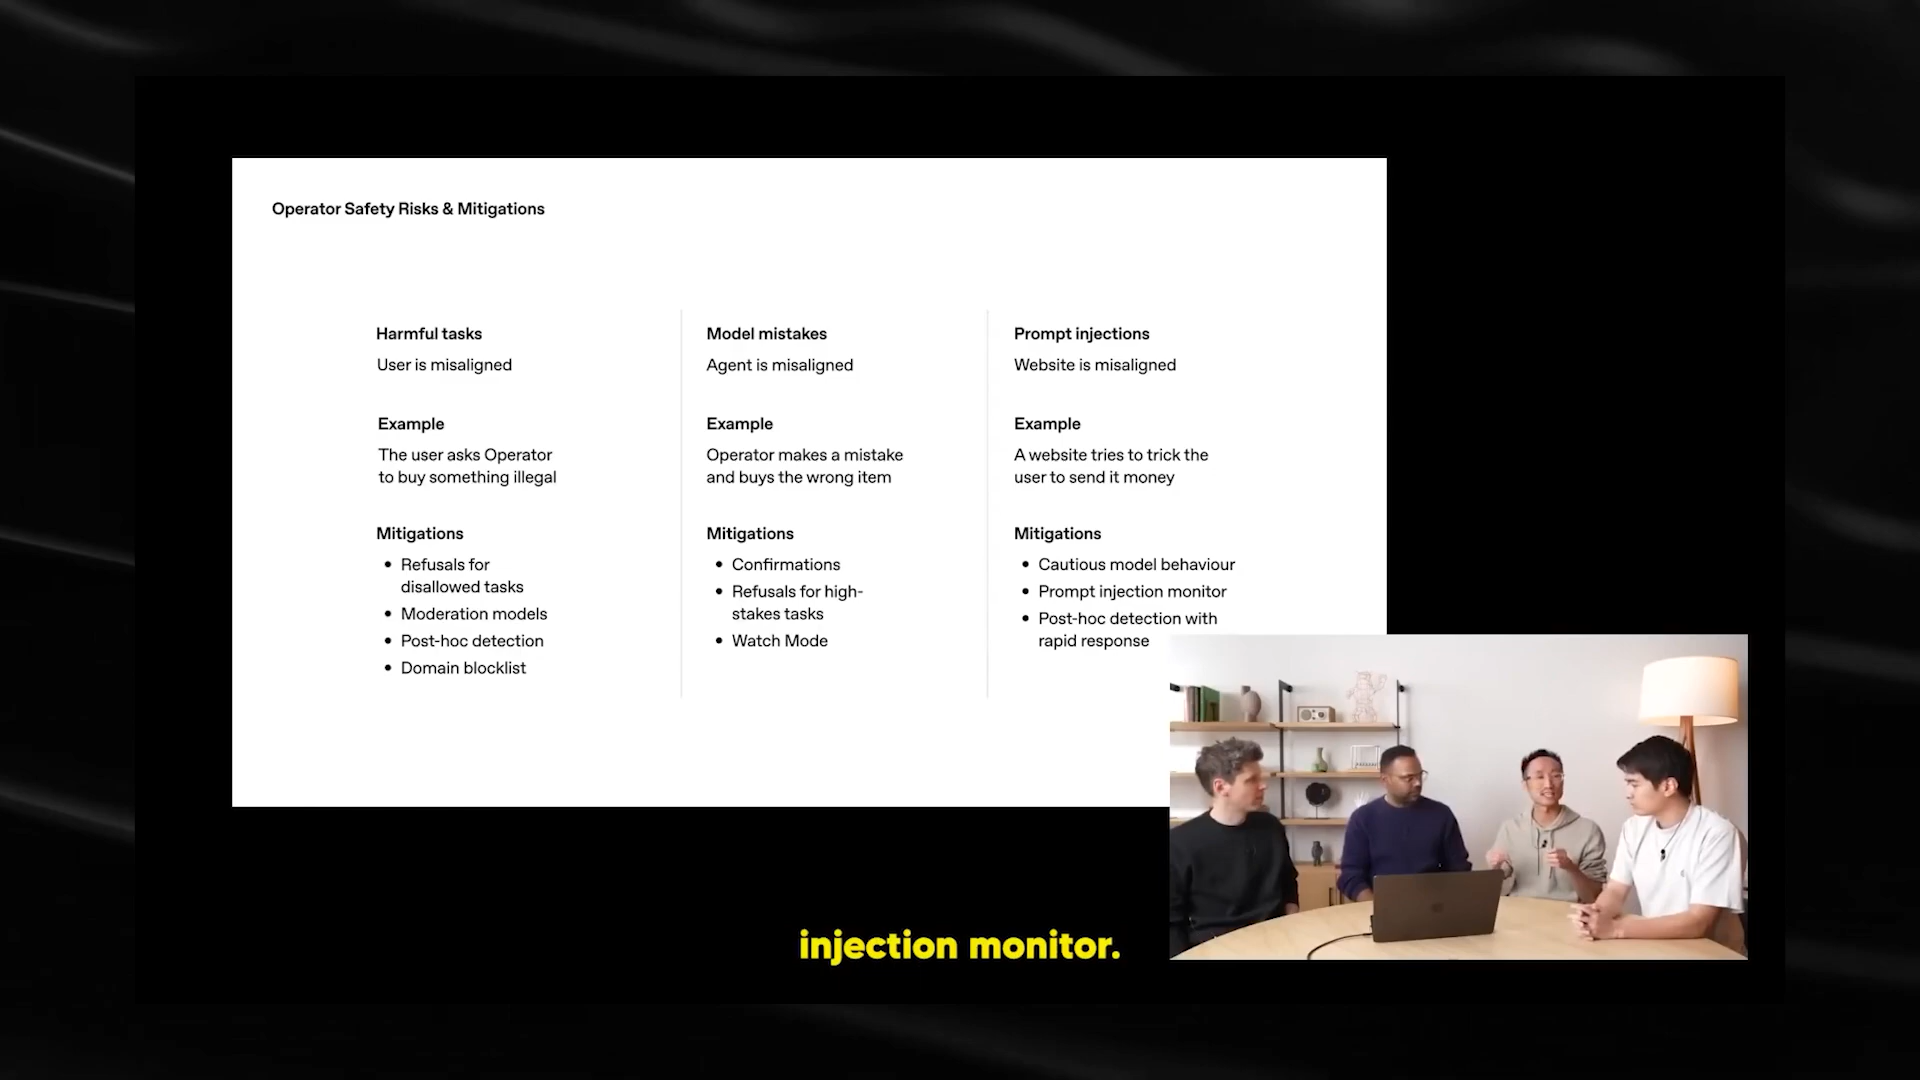 Operator Safety Risks & Mitigations
Harmful tasks
User is misaligned
Example
The user asks Operator
to buy something illegal
Mitigations
• Refusals for
disallowed tasks
• Moderation models
• Post-hoc detection
• Domain blocklist
Model mistakes
Agent is misaligned
Example
Operator makes a mistake
and buys the wrong item
Mitigations
• Confirmations
• Refusals for high-
stakes tasks
• Watch Mode
Prompt injections
Website is misaligned
Example
A website tries to trick the
user to send it money
Mitigations
• Cautious model behaviour
• Prompt injection monitor
• Post-hoc detection with
rapid response
injection monitor.